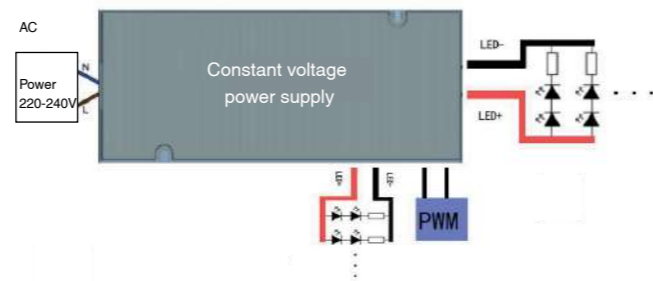 AC
Power
220-240V
N
L
Constant voltage
power supply
LED-
LED+
PWM